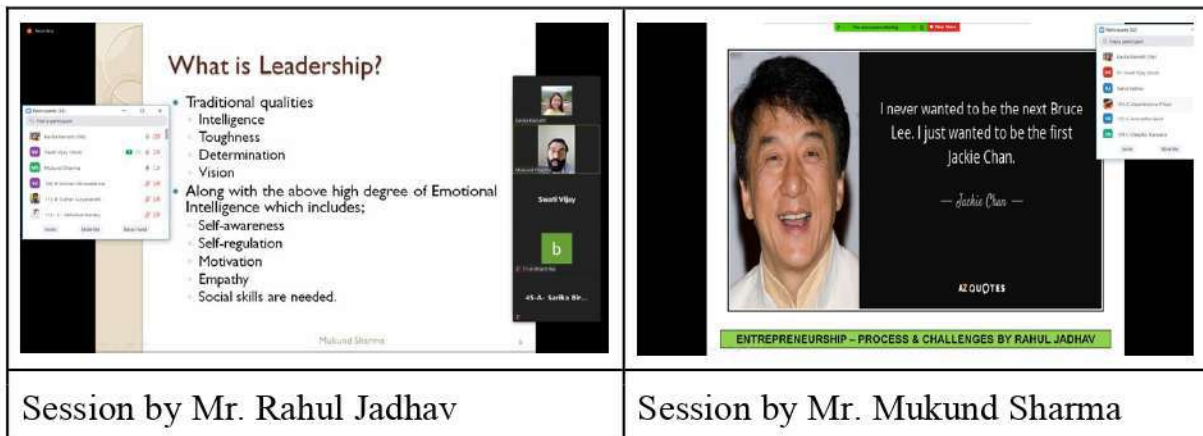 What is Leadership?
Traditional qualities
Intelligence
Toughness
Determination
Vision
Along with the above high degree of Emotional
Intelligence which includes;
Self-awareness
Self-regulation
Motivation
Empathy
Social skills are needed.
Mukund Sharma
Swati Vijay
b
45-A- Sarika Bir...
Session by Mr. Rahul Jadhav
I never wanted to be the next Bruce
Lee. I just wanted to be the first
Jackie Chan.
— Jackie Chan —
AZ QUOTES
ENTREPRENEURSHIP – PROCESS & CHALLENGES BY RAHUL JADHAV
Session by Mr. Mukund Sharma